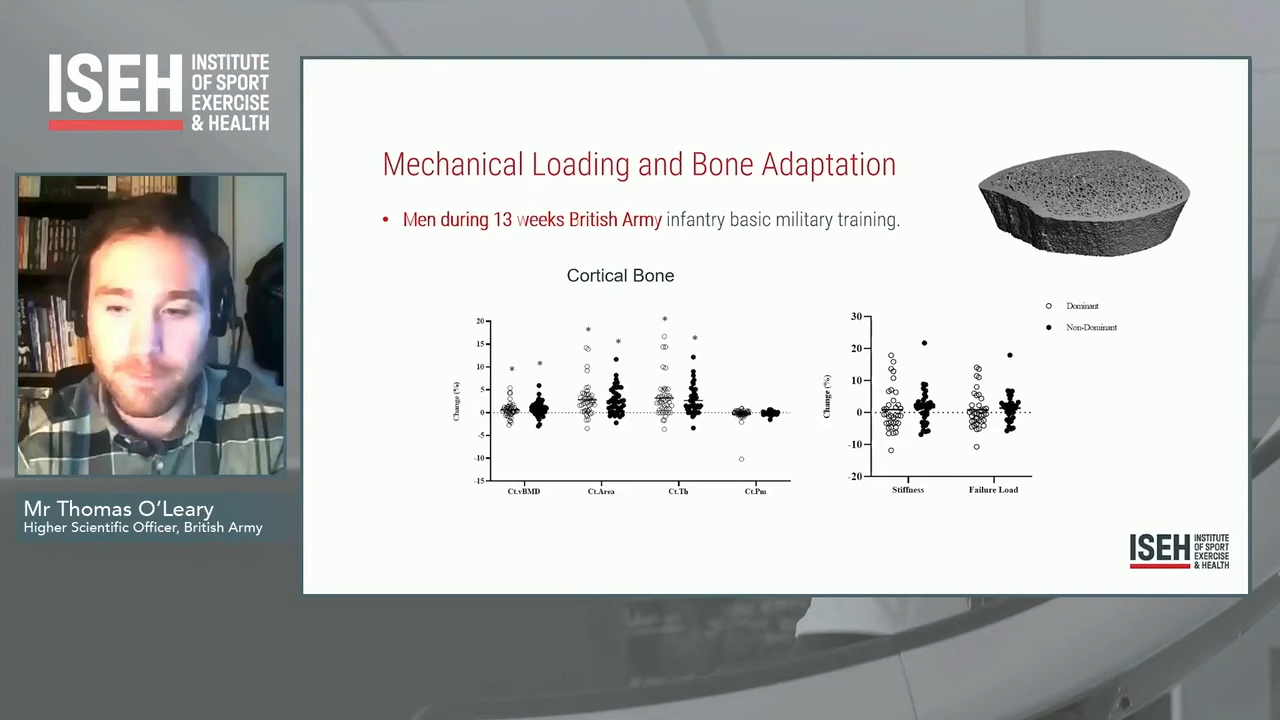 ISEH
INSTITUTE
OF SPORT
EXERCISE
& HEALTH
Mr Thomas O'Leary
Higher Scientific Officer, British Army
Mechanical Loading and Bone Adaptation
• Men during 13 weeks British Army infantry basic military training.
Cortical Bone
Change (%)
20
15
10
5
0
-5
-10
-15
* * * * * *
Ct.vBMD Ct.Area Ct.Th Ct.Pm
Dominant
Non-Dominant
Change (%)
30
20
10
0
-10
-20
Stiffness Failure Load
ISEH
INSTITUTE
OF SPORT
EXERCISE
& HEALTH